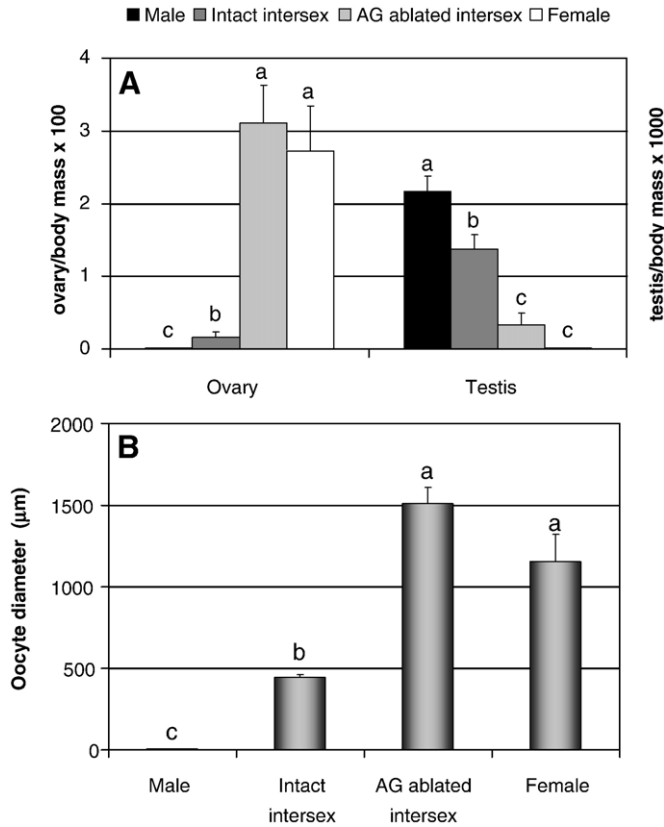 Male Intact intersex AG ablated intersex Female
A
ovary/body mass x 100
testis/body mass x 1000
4
3
2
1
0
c b a a
a b c c
Ovary Testis
B
Oocyte diameter (μm)
2000
1500
1000
500
0
c b a a
Male Intact AG ablated Female
intersex intersex